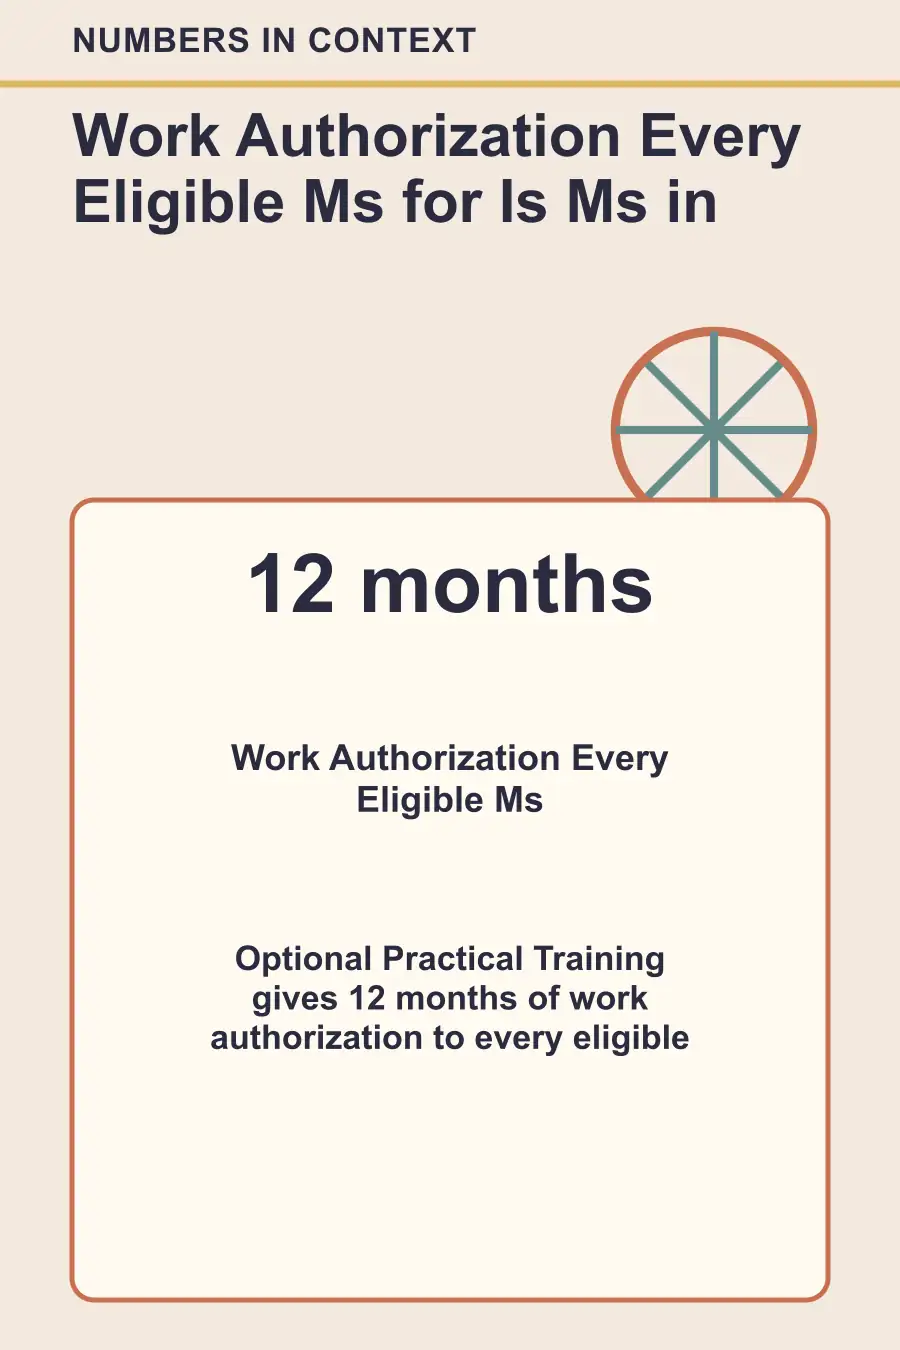 NUMBERS IN CONTEXT
Work Authorization Every
Eligible Ms for Is Ms in
12 months
Work Authorization Every
Eligible Ms
Optional Practical Training
gives 12 months of work
authorization to every eligible